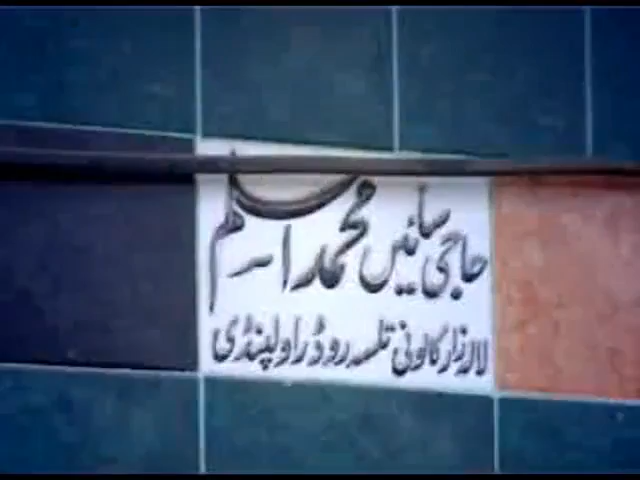 حاجی سائیں محمد اسلم
لالہ زار کالونی تلسہ روڈ راولپنڈی